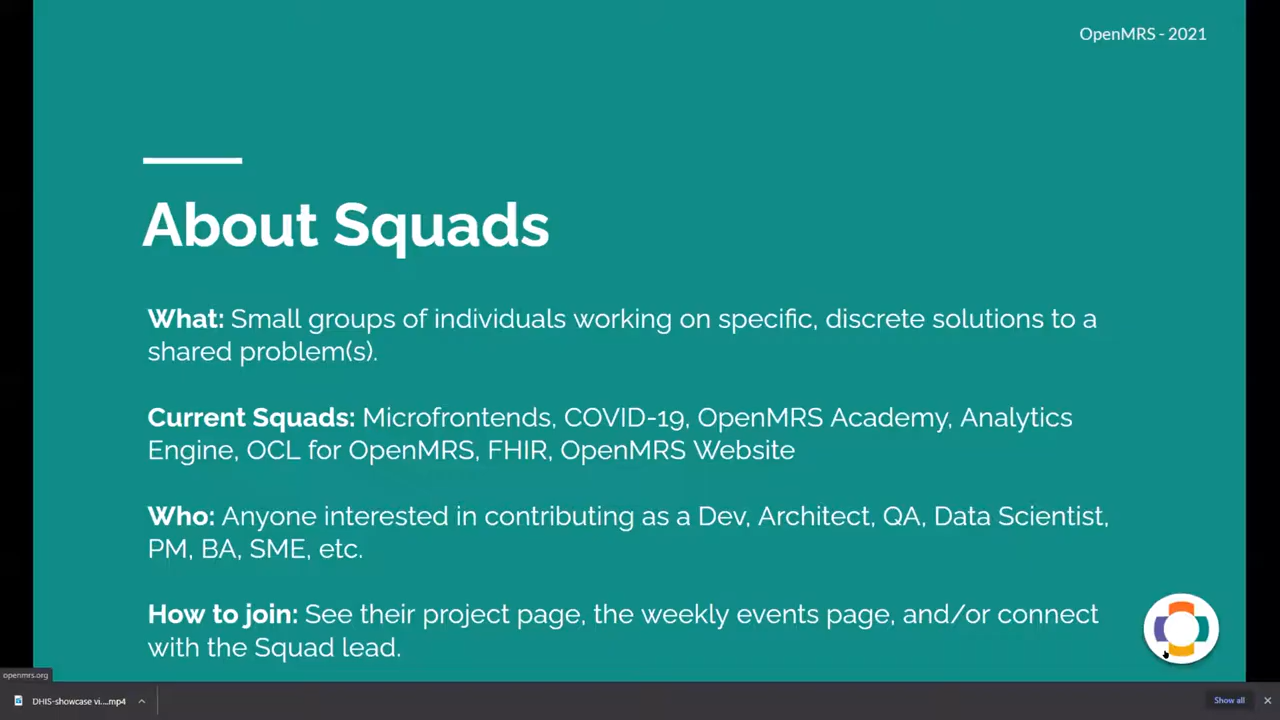 OpenMRS - 2021
About Squads
What: Small groups of individuals working on specific, discrete solutions to a
shared problem(s).
Current Squads: Microfrontends, COVID-19, OpenMRS Academy, Analytics
Engine, OCL for OpenMRS, FHIR, OpenMRS Website
Who: Anyone interested in contributing as a Dev, Architect, QA, Data Scientist,
PM, BA, SME, etc.
How to join: See their project page, the weekly events page, and/or connect
with the Squad lead.
openmrs.org
DHIS-showcase vi....mp4
Show all